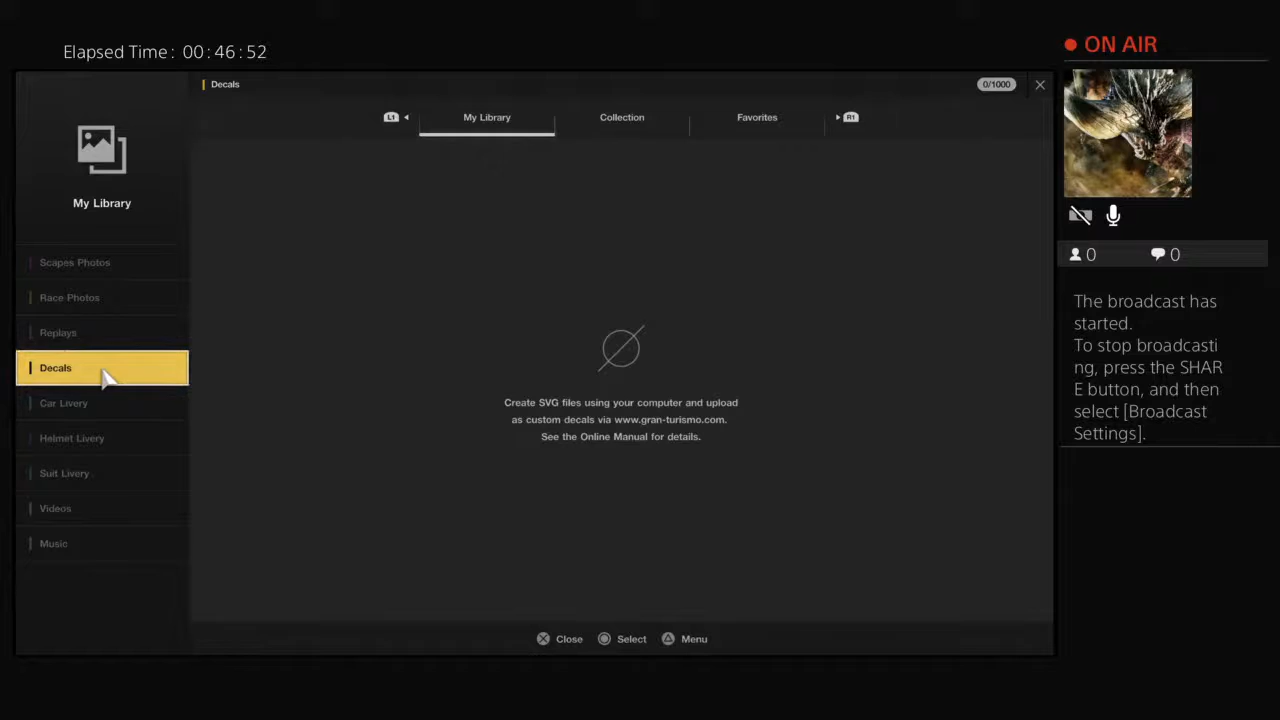 Elapsed Time: 00:46:52
ON AIR
Decals
0/1000
L1
My Library
Collection
Favorites
R1
My Library
Scapes Photos
Race Photos
Replays
Decals
Car Livery
Helmet Livery
Suit Livery
Videos
Music
Create SVG files using your computer and upload
as custom decals via www.gran-turismo.com.
See the Online Manual for details.
Close
Select
Menu
0
0
The broadcast has
started.
To stop broadcasti
ng, press the SHAR
E button, and then
select [Broadcast
Settings].